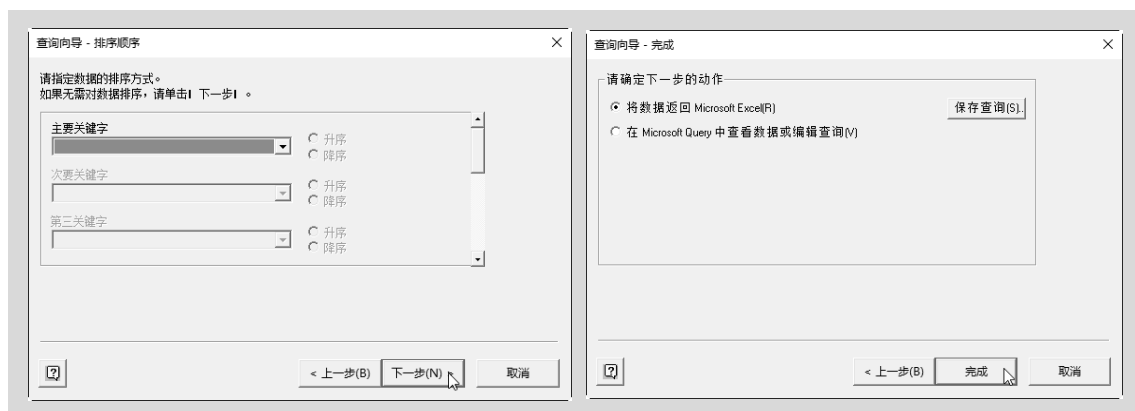 查询向导 - 排序顺序
请指定数据的排序方式。
如果无需对数据排序，请单击Ⅰ 下一步Ⅰ 。
主要关键字
升序
降序
次要关键字
升序
降序
第三关键字
升序
降序
< 上一步(B)
下一步(N)
取消
查询向导 - 完成
请确定下一步的动作
将数据返回 Microsoft Excel(R)
保存查询(S)..
在 Microsoft Query 中查看数据或编辑查询(V)
< 上一步(B)
完成
取消